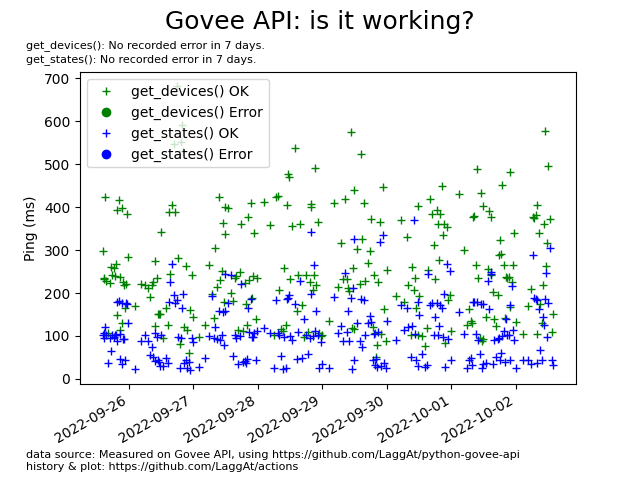 Govee API: is it working?
get_devices(): No recorded error in 7 days.
get_states(): No recorded error in 7 days.
get_devices() OK
get_devices() Error
get_states() OK
get_states() Error
700
600
500
400
300
200
100
0
Ping (ms)
2022-09-26
2022-09-27
2022-09-28
2022-09-29
2022-09-30
2022-10-01
2022-10-02
data source: Measured on Govee API, using https://github.com/LaggAt/python-govee-api
history & plot: https://github.com/LaggAt/actions